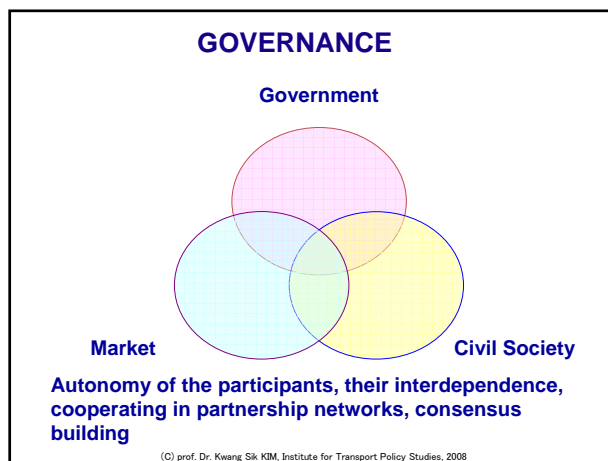 GOVERNANCE
Government
Market
Civil Society
Autonomy of the participants, their interdependence,
cooperating in partnership networks, consensus
building
(C) prof. Dr. Kwang Sik KIM, Institute for Transport Policy Studies, 2008